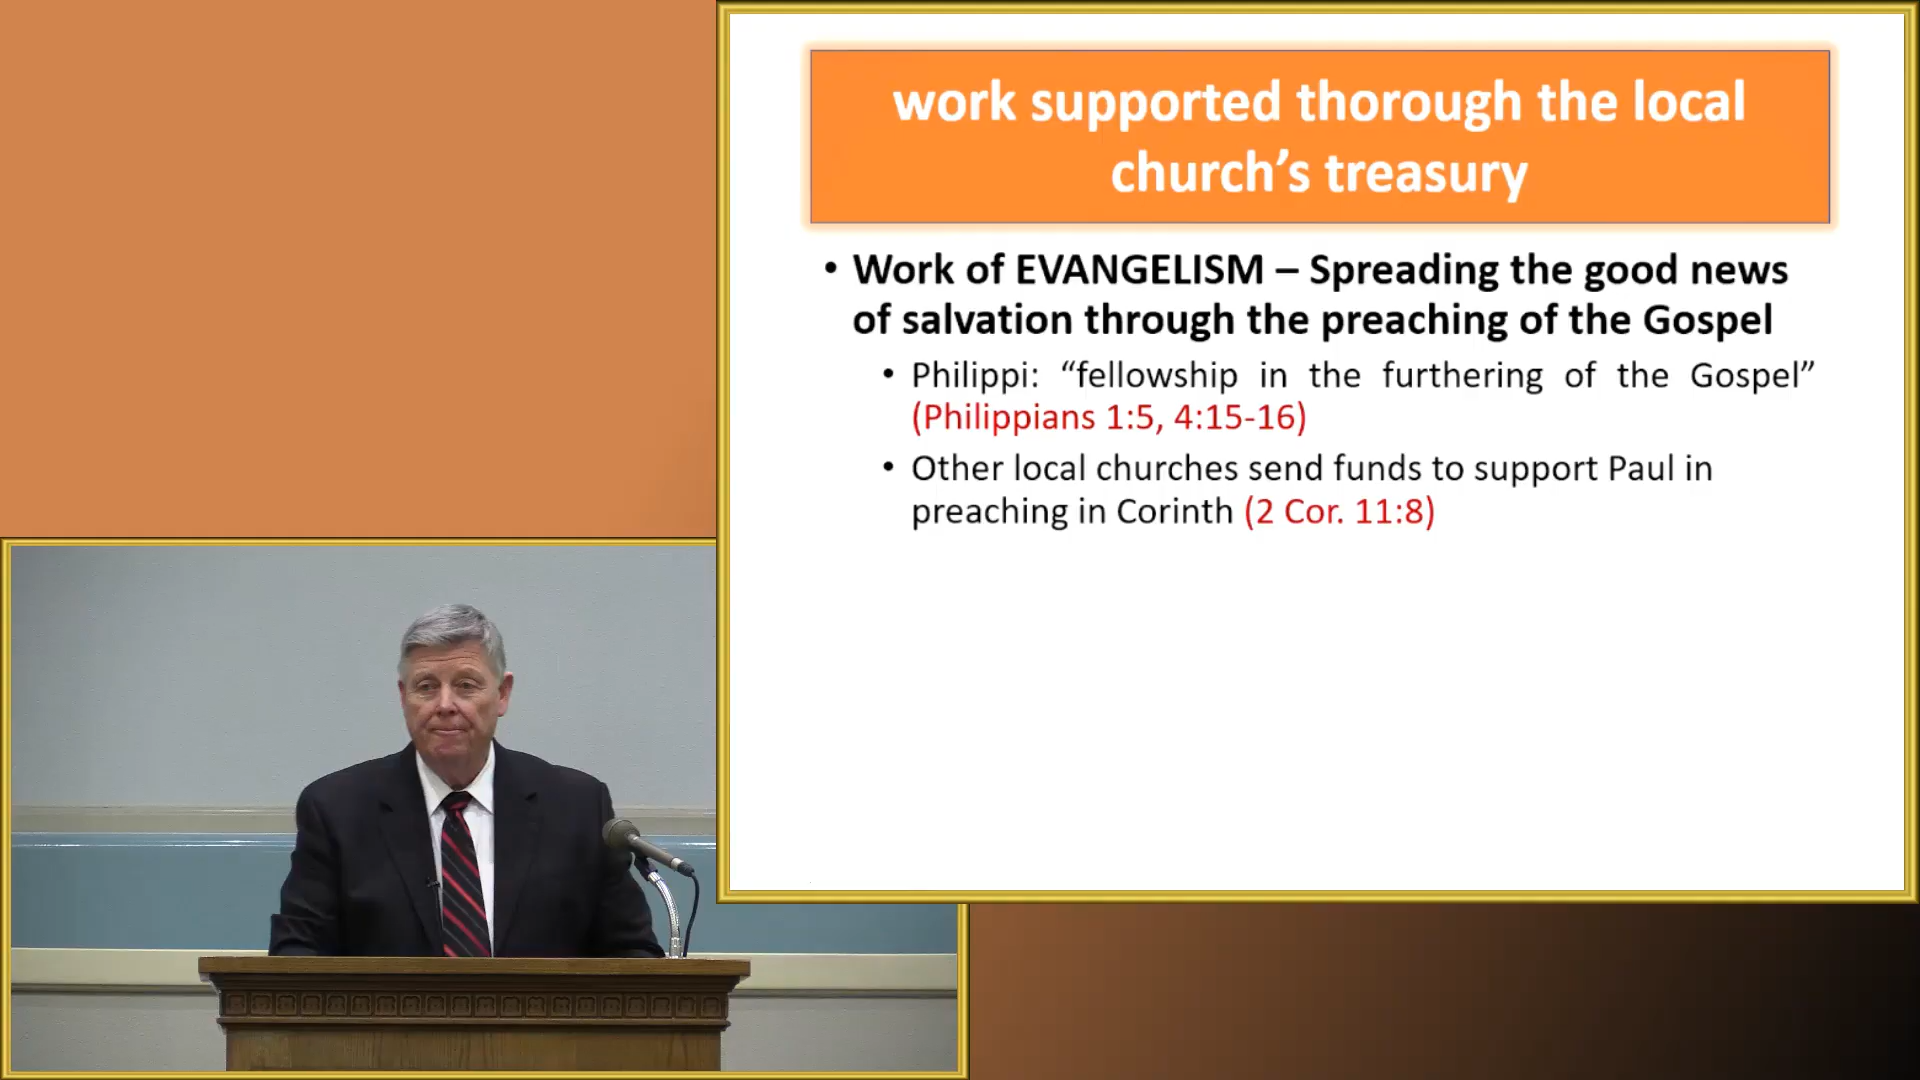 work supported thorough the local
church’s treasury
• Work of EVANGELISM – Spreading the good news
of salvation through the preaching of the Gospel
• Philippi: “fellowship in the furthering of the Gospel”
(Philippians 1:5, 4:15-16)
• Other local churches send funds to support Paul in
preaching in Corinth (2 Cor. 11:8)